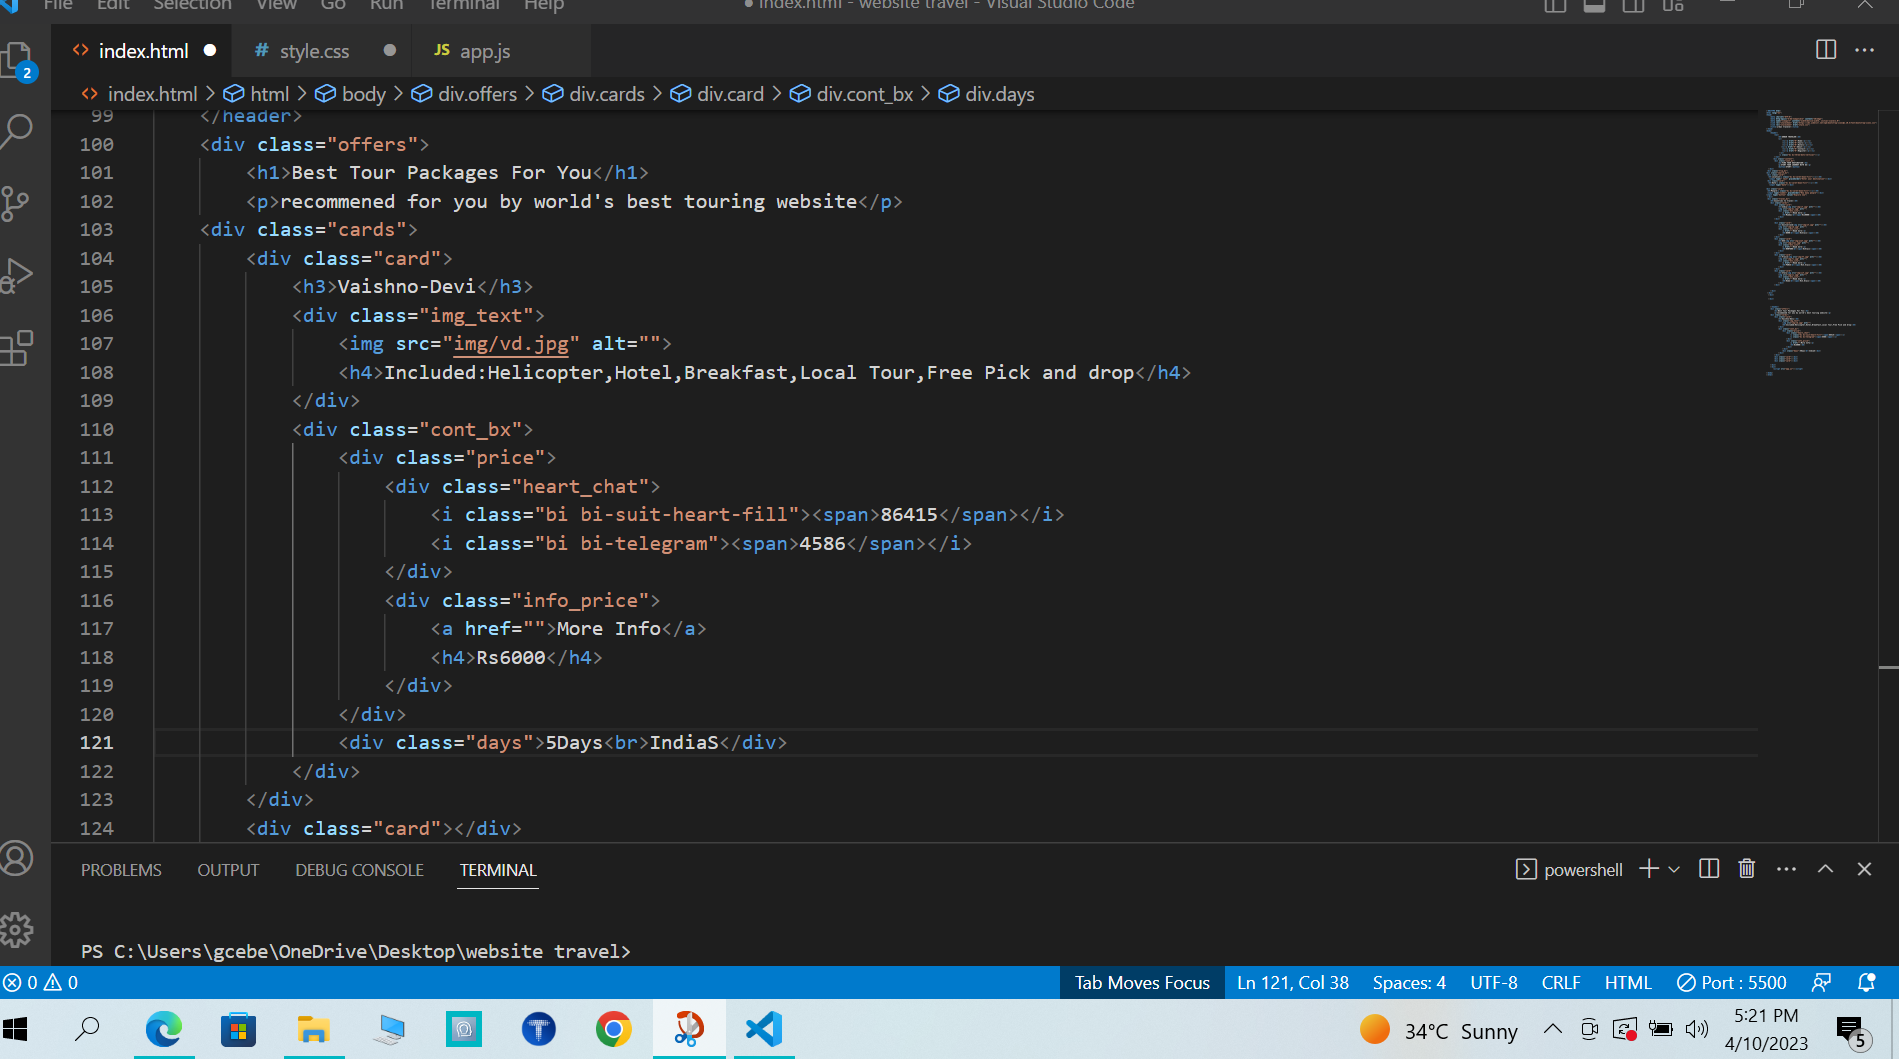 File Edit Selection View Go Run Terminal Help
● index.html - website travel - Visual Studio Code
<> index.html ● # style.css ● JS app.js
<> index.html > html > body > div.offers > div.cards > div.card > div.cont_bx > div.days
2
99 </header>
100 <div class="offers">
101 <h1>Best Tour Packages For You</h1>
102 <p>recommened for you by world's best touring website</p>
103 <div class="cards">
104 <div class="card">
105 <h3>Vaishno-Devi</h3>
106 <div class="img_text">
107 <img src="img/vd.jpg" alt="">
108 <h4>Included:Helicopter,Hotel,Breakfast,Local Tour,Free Pick and drop</h4>
109 </div>
110 <div class="cont_bx">
111 <div class="price">
112 <div class="heart_chat">
113 <i class="bi bi-suit-heart-fill"><span>86415</span></i>
114 <i class="bi bi-telegram"><span>4586</span></i>
115 </div>
116 <div class="info_price">
117 <a href="">More Info</a>
118 <h4>Rs6000</h4>
119 </div>
120 </div>
121 <div class="days">5Days<br>IndiaS</div>
122 </div>
123 </div>
124 <div class="card"></div>
PROBLEMS OUTPUT DEBUG CONSOLE TERMINAL
powershell
PS C:\Users\gcebe\OneDrive\Desktop\website travel>
0 0 Tab Moves Focus Ln 121, Col 38 Spaces: 4 UTF-8 CRLF HTML Port : 5500
34°C Sunny
5:21 PM
4/10/2023
5